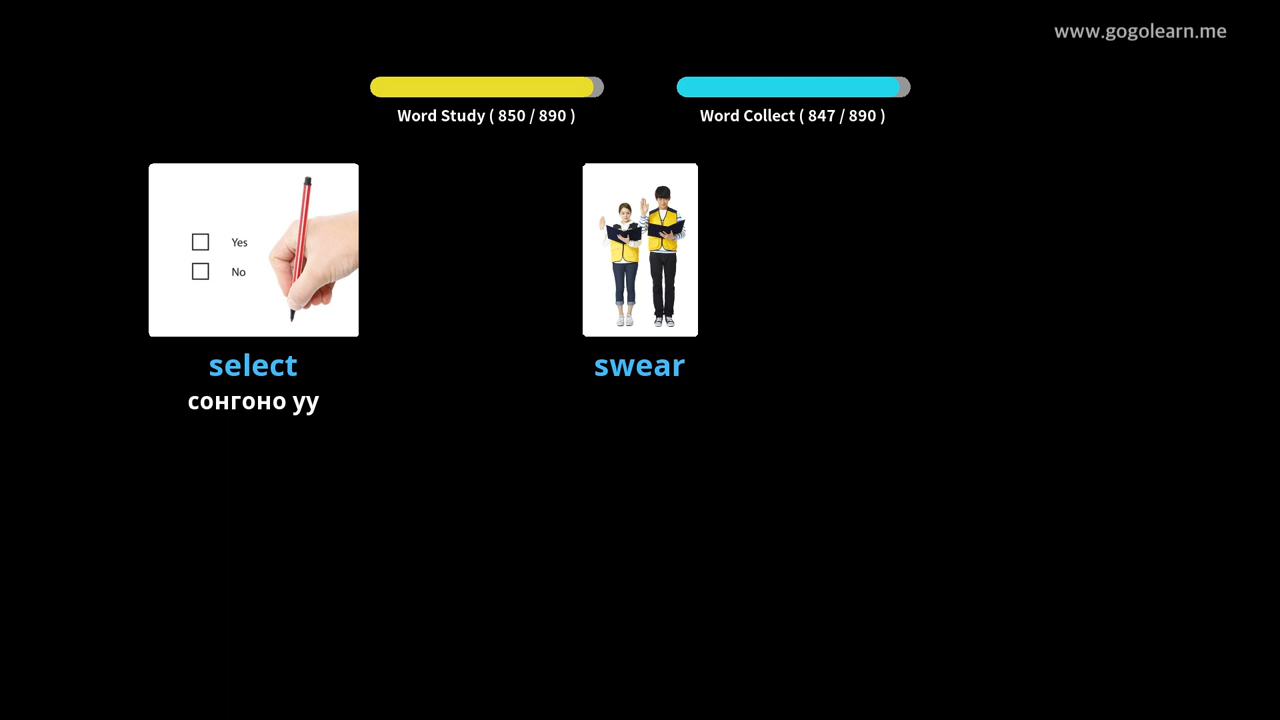 www.gogolearn.me
Word Study ( 850 / 890 )
Word Collect ( 847 / 890 )
Yes
No
select
сонгоно уу
swear